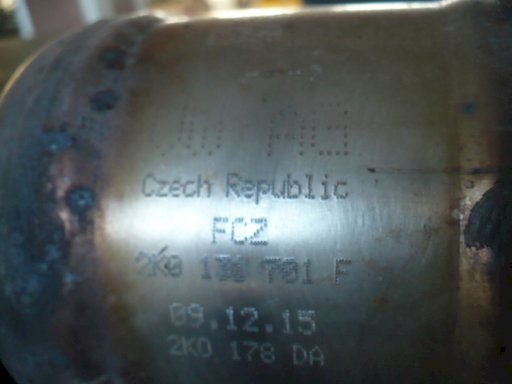 Czech Republic
FCZ
2K0 131 701 F
09.12.15
2K0 178 DA